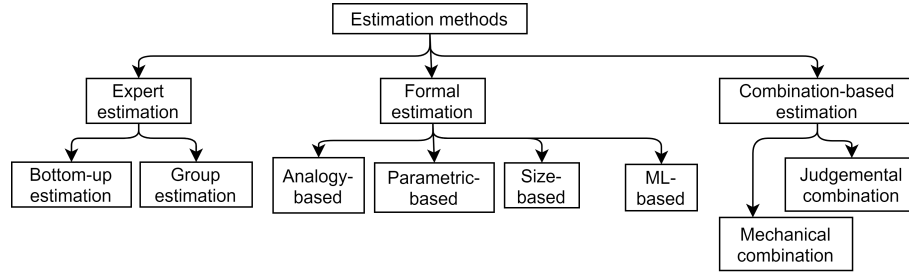 Estimation methods
Expert
estimation
Formal
estimation
Combination-based
estimation
Bottom-up
estimation
Group
estimation
Analogy-
based
Parametric-
based
Size-
based
ML-
based
Judgemental
combination
Mechanical
combination